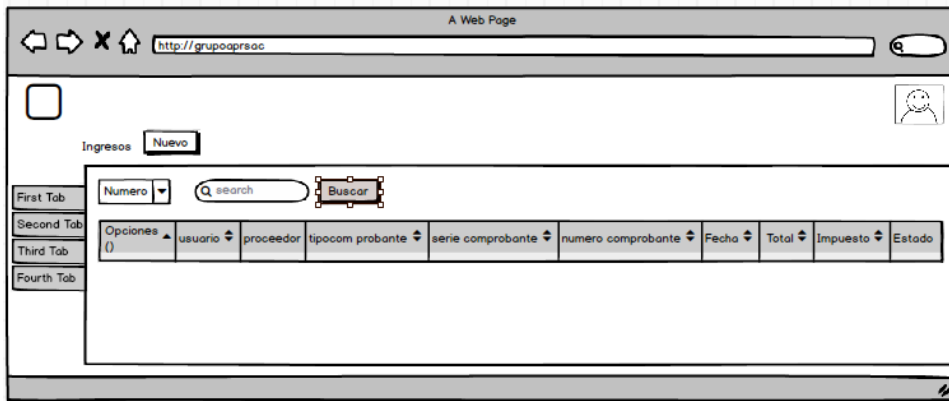 A Web Page
http://grupoaprsac
Ingresos Nuevo
First Tab
Second Tab
Third Tab
Fourth Tab
Numero search Buscar
Opciones () usuario proceedor tipocom probante serie comprobante numero comprobante Fecha Total Impuesto Estado